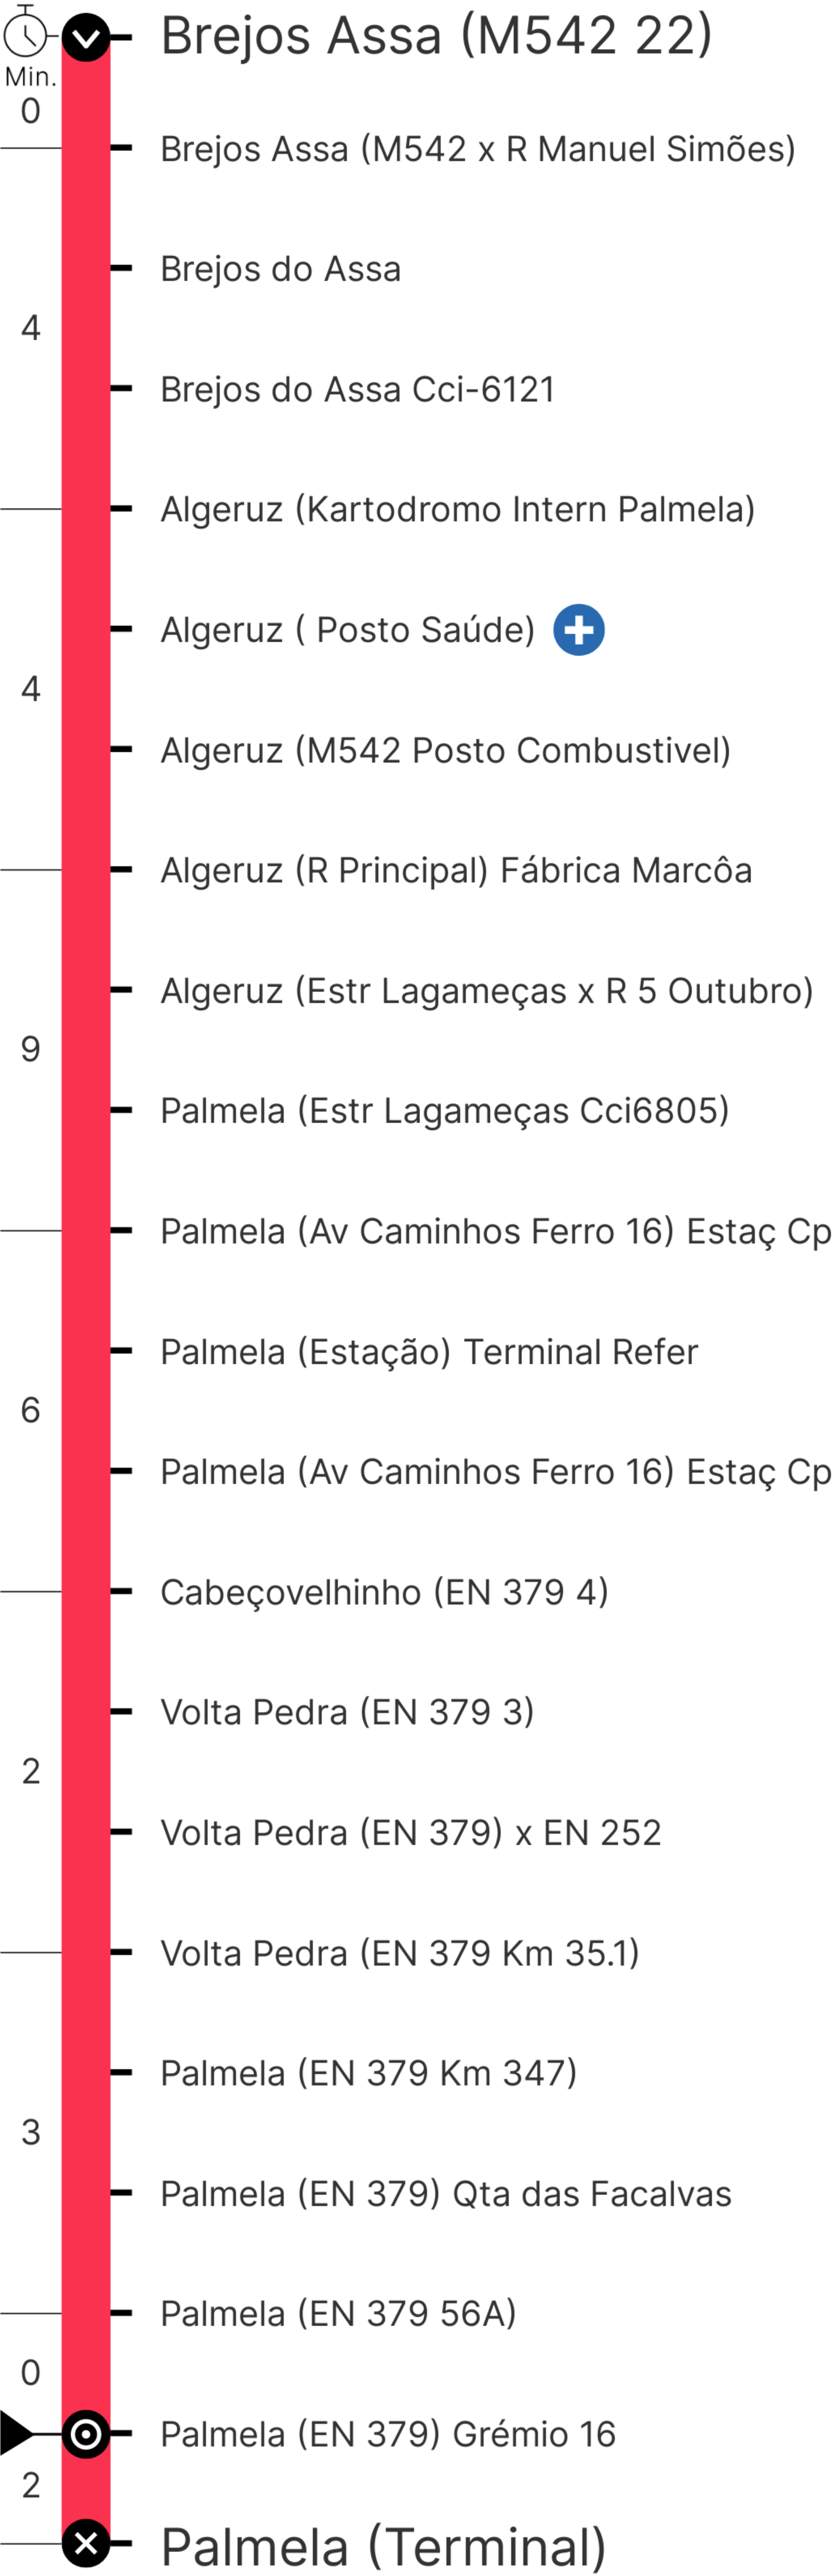 Brejos Assa (M542 22)
Min.
0
Brejos Assa (M542 x R Manuel Simões)
Brejos do Assa
4
Brejos do Assa Cci-6121
Algeruz (Kartodromo Intern Palmela)
Algeruz ( Posto Saúde)
4
Algeruz (M542 Posto Combustivel)
Algeruz (R Principal) Fábrica Marcôa
Algeruz (Estr Lagameças x R 5 Outubro)
9
Palmela (Estr Lagameças Cci6805)
Palmela (Av Caminhos Ferro 16) Estaç Cp
Palmela (Estação) Terminal Refer
6
Palmela (Av Caminhos Ferro 16) Estaç Cp
Cabeçovelhinho (EN 379 4)
Volta Pedra (EN 379 3)
2
Volta Pedra (EN 379) x EN 252
Volta Pedra (EN 379 Km 35.1)
Palmela (EN 379 Km 347)
3
Palmela (EN 379) Qta das Facalvas
Palmela (EN 379 56A)
0
Palmela (EN 379) Grémio 16
2
Palmela (Terminal)